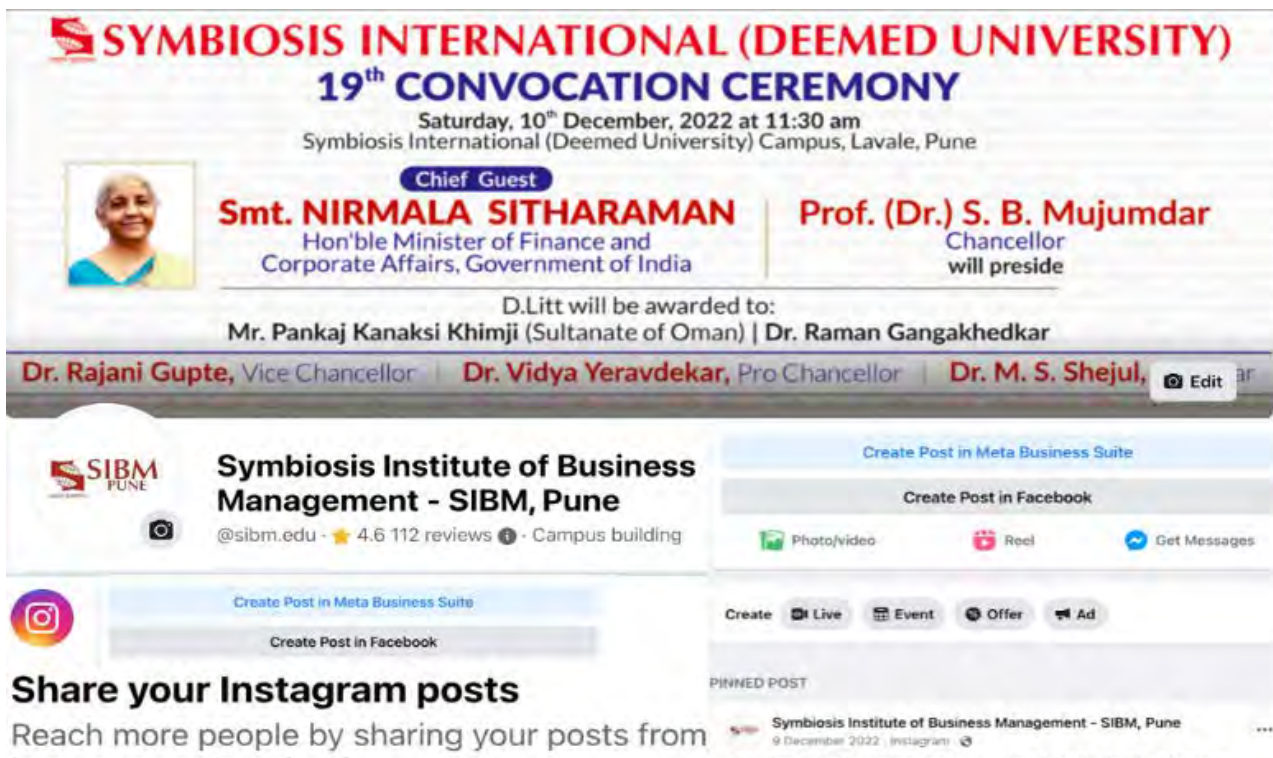 SYMBIOSIS INTERNATIONAL (DEEMED UNIVERSITY)
19th CONVOCATION CEREMONY
Saturday, 10th December, 2022 at 11:30 am
Symbiosis International (Deemed University) Campus, Lavale, Pune
Chief Guest
Smt. NIRMALA SITHARAMAN
Hon'ble Minister of Finance and
Corporate Affairs, Government of India
Prof. (Dr.) S. B. Mujumdar
Chancellor
will preside
D.Litt will be awarded to:
Mr. Pankaj Kanaksi Khimji (Sultanate of Oman) | Dr. Raman Gangakhedkar
Dr. Rajani Gupte, Vice Chancellor | Dr. Vidya Yeravdekar, Pro Chancellor | Dr. M. S. Shejul,
Edit
SIBM
PUNE
Symbiosis Institute of Business
Management - SIBM, Pune
@sibm.edu · 4.6 112 reviews · Campus building
Create Post in Meta Business Suite
Create Post in Facebook
Photo/video Reel Get Messages
Create Post in Meta Business Suite
Create Post in Facebook
Share your Instagram posts
Reach more people by sharing your posts from
Create Live Event Offer Ad
PINNED POST
Symbiosis Institute of Business Management - SIBM, Pune
9 December 2022 · Instagram ·